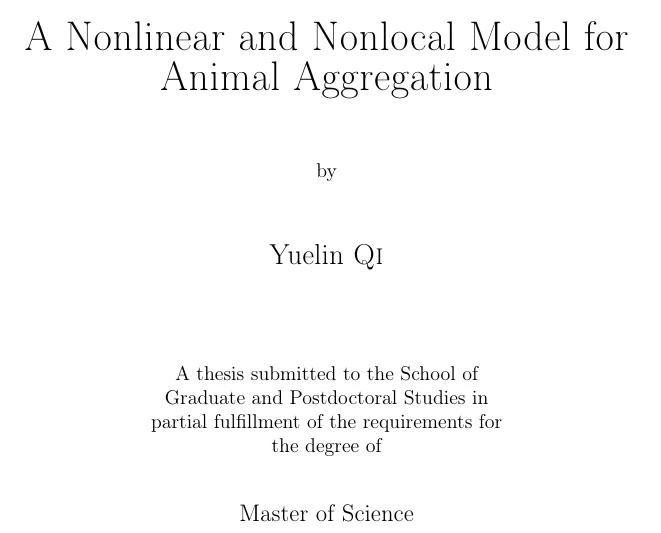 A Nonlinear and Nonlocal Model for
Animal Aggregation
by
Yuelin QI
A thesis submitted to the School of
Graduate and Postdoctoral Studies in
partial fulfillment of the requirements for
the degree of
Master of Science